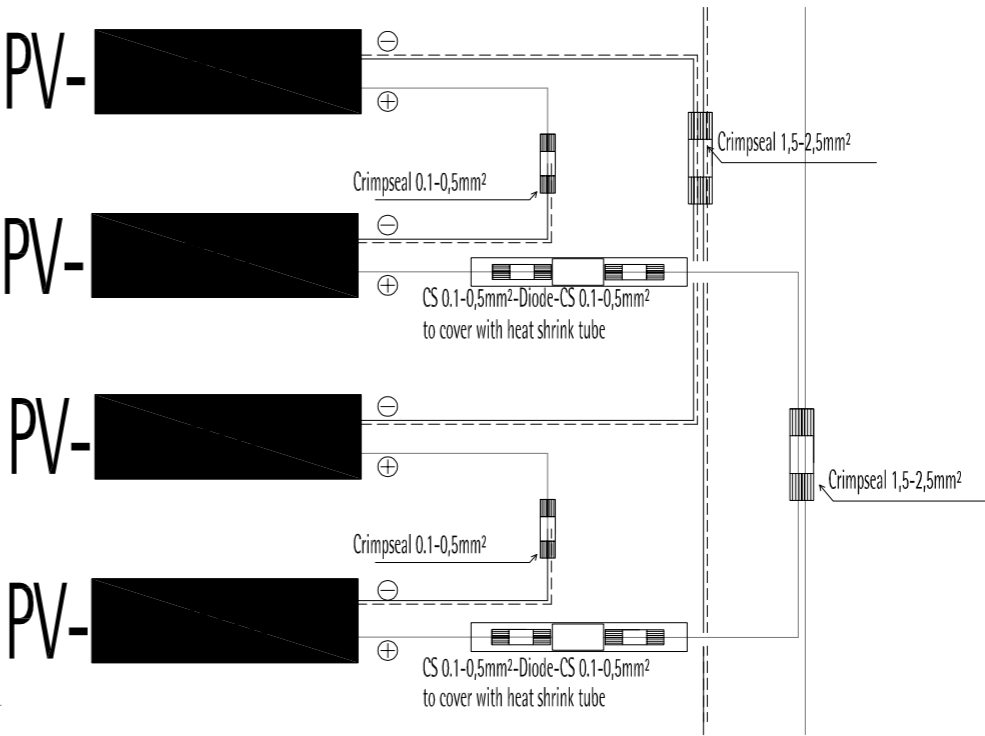 PV-
⊖
⊕
Crimpseal 1,5-2,5mm²
Crimpseal 0.1-0,5mm²
PV-
⊖
⊕
CS 0.1-0,5mm²-Diode-CS 0.1-0,5mm²
to cover with heat shrink tube
PV-
⊖
⊕
Crimpseal 1,5-2,5mm²
Crimpseal 0.1-0,5mm²
PV-
⊖
⊕
CS 0.1-0,5mm²-Diode-CS 0.1-0,5mm²
to cover with heat shrink tube